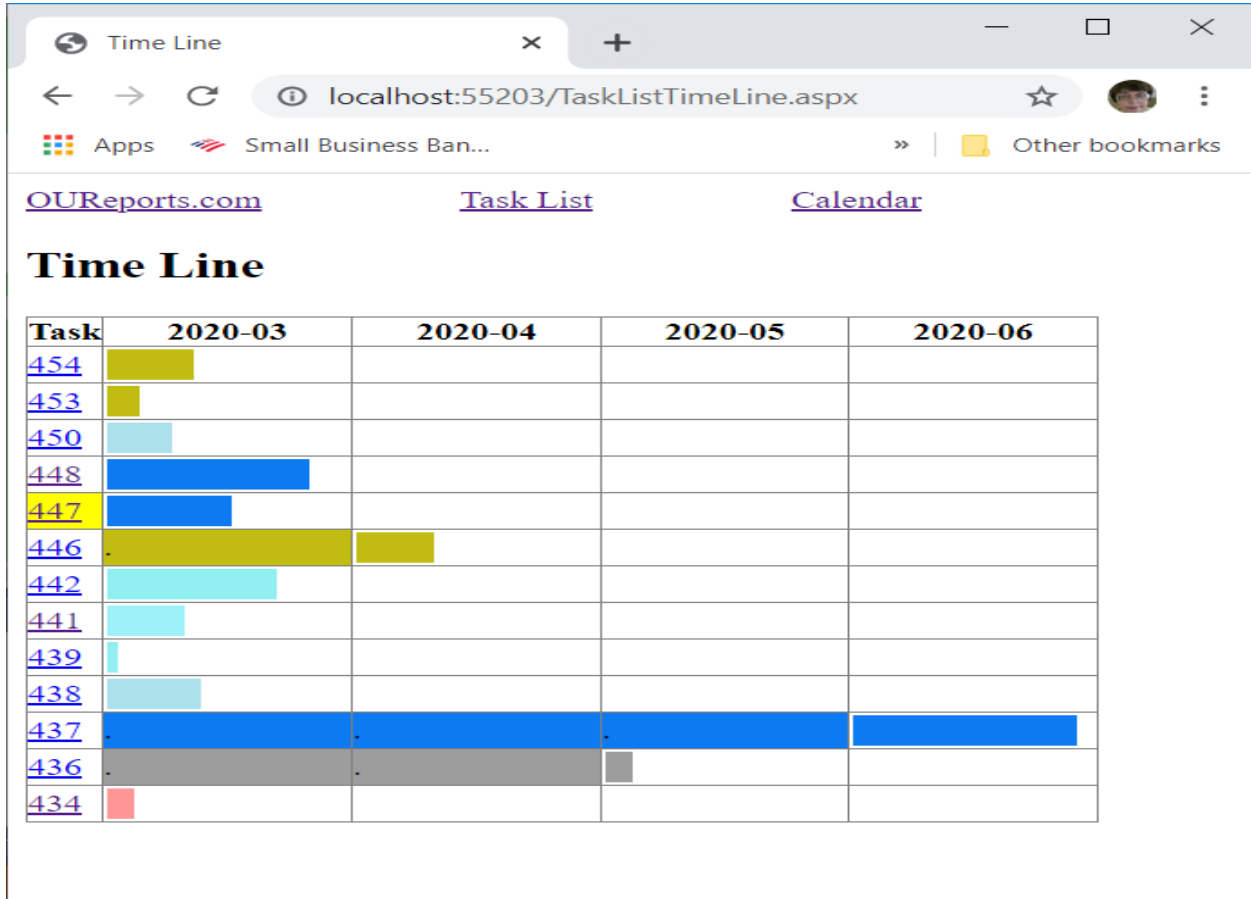 Time Line
localhost:55203/TaskListTimeLine.aspx
Apps Small Business Ban... » Other bookmarks
OUReports.com Task List Calendar
Time Line
Task 2020-03 2020-04 2020-05 2020-06
454
453
450
448
447
446 .
442
441
439
438
437 . . .
436 . .
434